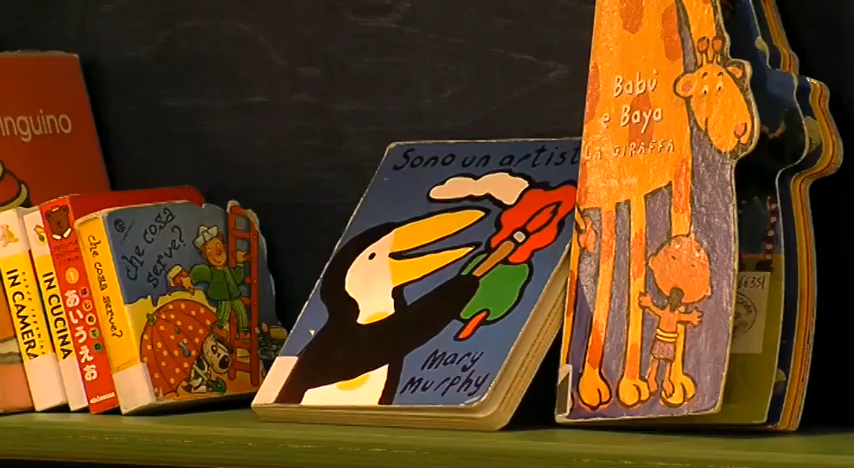 nguino
IN CAMERA
IN CUCINA
あいうえお
che cosa serve?
che cosa
serve?
Sono un artist
Mary
Murphy
Babù
e Baya
LA GIRAFFA